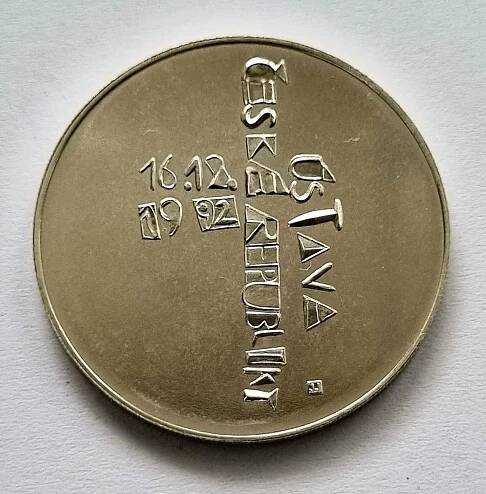 ÚSTAVA
ČESKÉ REPUBLIKY
16.12.
1992